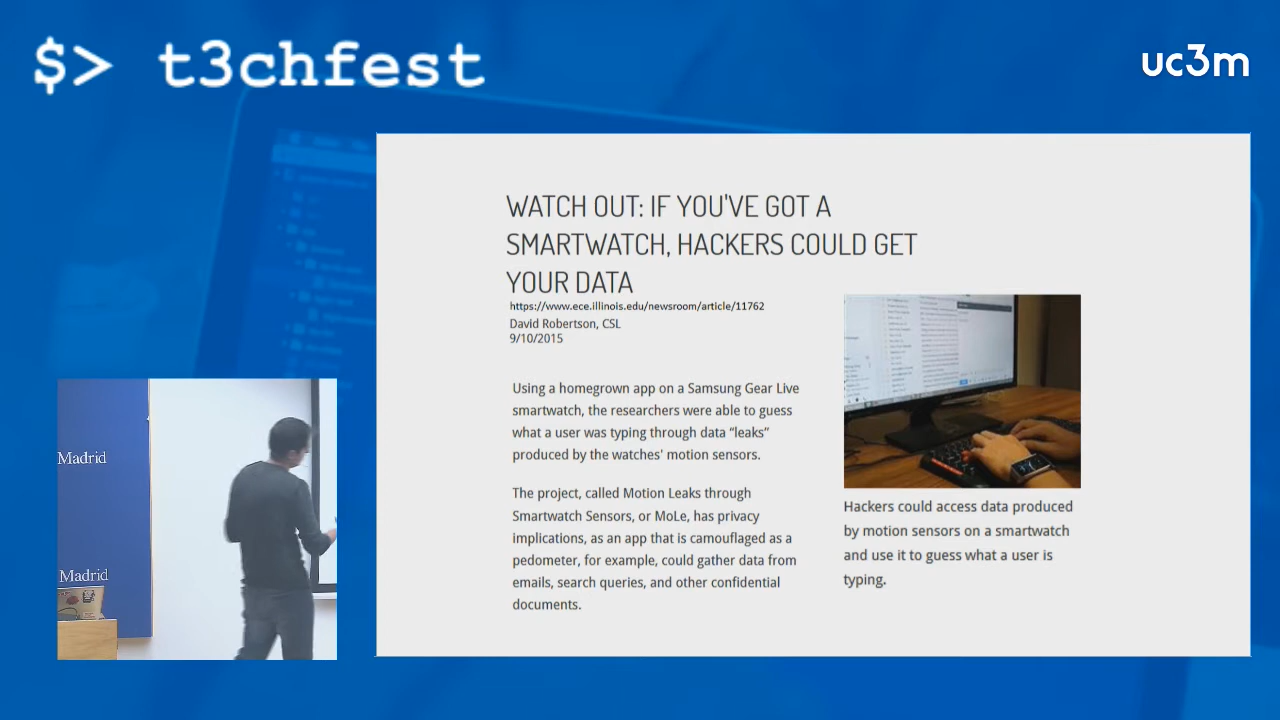 $> t3chfest
uc3m
WATCH OUT: IF YOU'VE GOT A
SMARTWATCH, HACKERS COULD GET
YOUR DATA
https://www.ece.illinois.edu/newsroom/article/11762
David Robertson, CSL
9/10/2015
Using a homegrown app on a Samsung Gear Live
smartwatch, the researchers were able to guess
what a user was typing through data “leaks”
produced by the watches' motion sensors.
The project, called Motion Leaks through
Smartwatch Sensors, or MoLe, has privacy
implications, as an app that is camouflaged as a
pedometer, for example, could gather data from
emails, search queries, and other confidential
documents.
Hackers could access data produced
by motion sensors on a smartwatch
and use it to guess what a user is
typing.
Madrid
Madrid